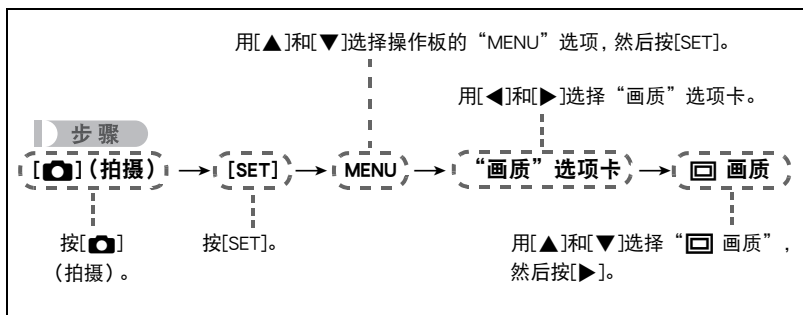 用[▲]和[▼]选择操作板的“MENU”选项，然后按[SET]。
用[◀]和[▶]选择“画质”选项卡。
步骤
[📷]（拍摄） → [SET] → MENU → “画质”选项卡 → 画质
按[📷]
（拍摄）。
按[SET]。
用[▲]和[▼]选择“ 画质”，
然后按[▶]。